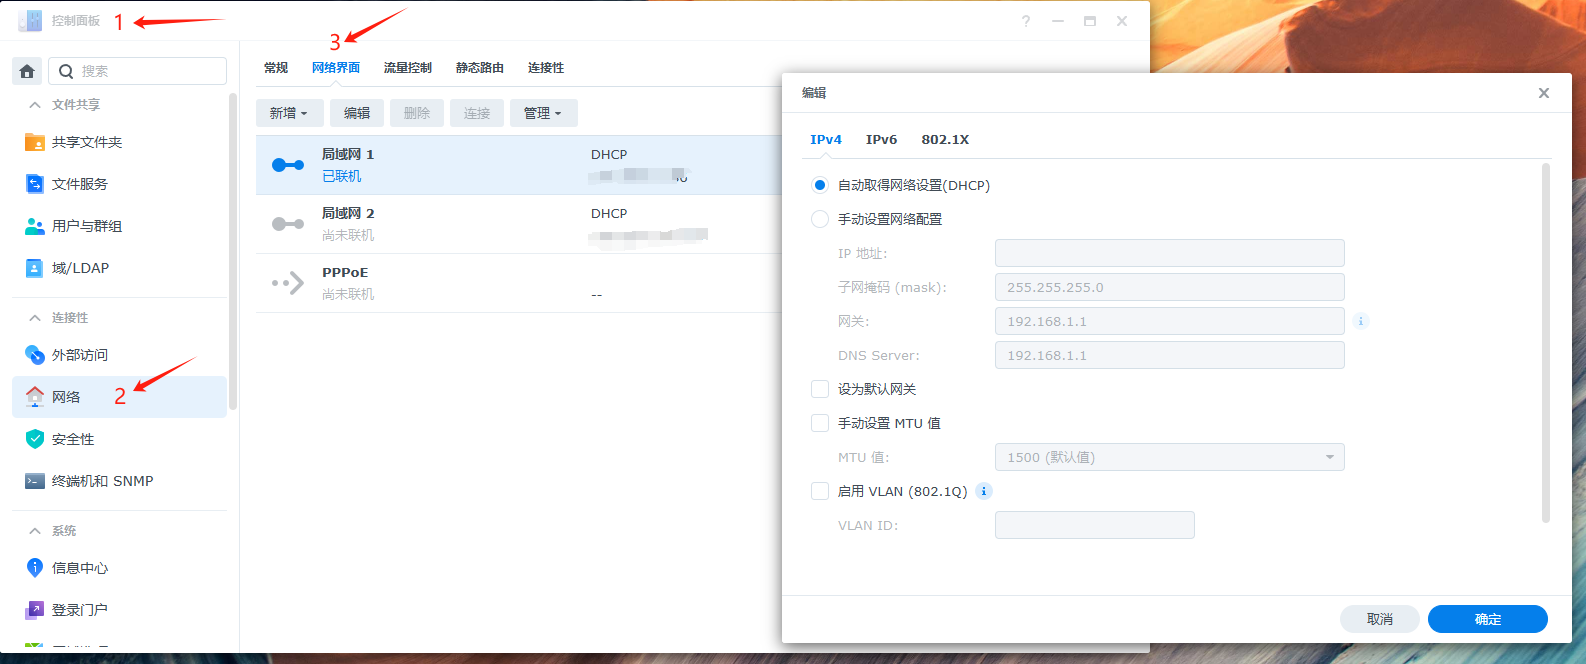 控制面板 1
?
3
搜索
常规 网络界面 流量控制 静态路由 连接性
文件共享
共享文件夹
文件服务
用户与群组
域/LDAP
连接性
外部访问
网络 2
安全性
终端机和 SNMP
系统
信息中心
登录门户
新增 编辑 删除 连接 管理
局域网 1 DHCP
已联机
局域网 2 DHCP
尚未联机
PPPoE
尚未联机 --
编辑
IPv4 IPv6 802.1X
自动取得网络设置(DHCP)
手动设置网络配置
IP 地址:
子网掩码 (mask): 255.255.255.0
网关: 192.168.1.1
DNS Server: 192.168.1.1
设为默认网关
手动设置 MTU 值
MTU 值: 1500 (默认值)
启用 VLAN (802.1Q)
VLAN ID:
取消 确定